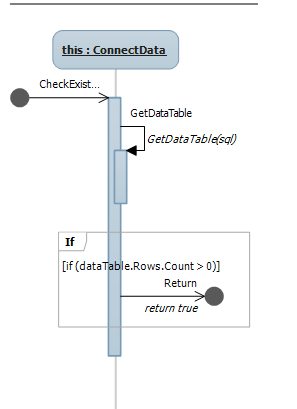 this : ConnectData
CheckExist...
GetDataTable
GetDataTable(sql)
If
[if (dataTable.Rows.Count > 0)]
Return
return true